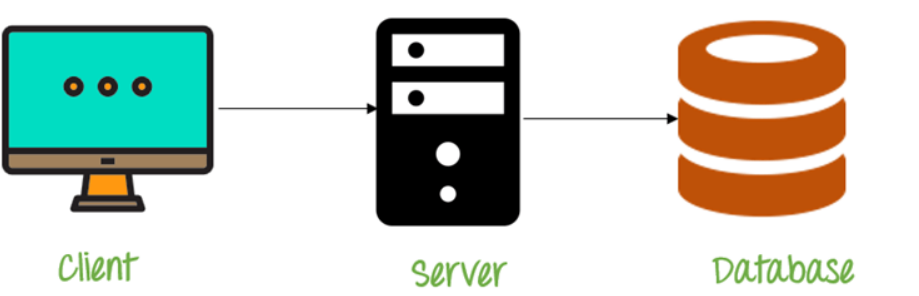 Client
Server
Database